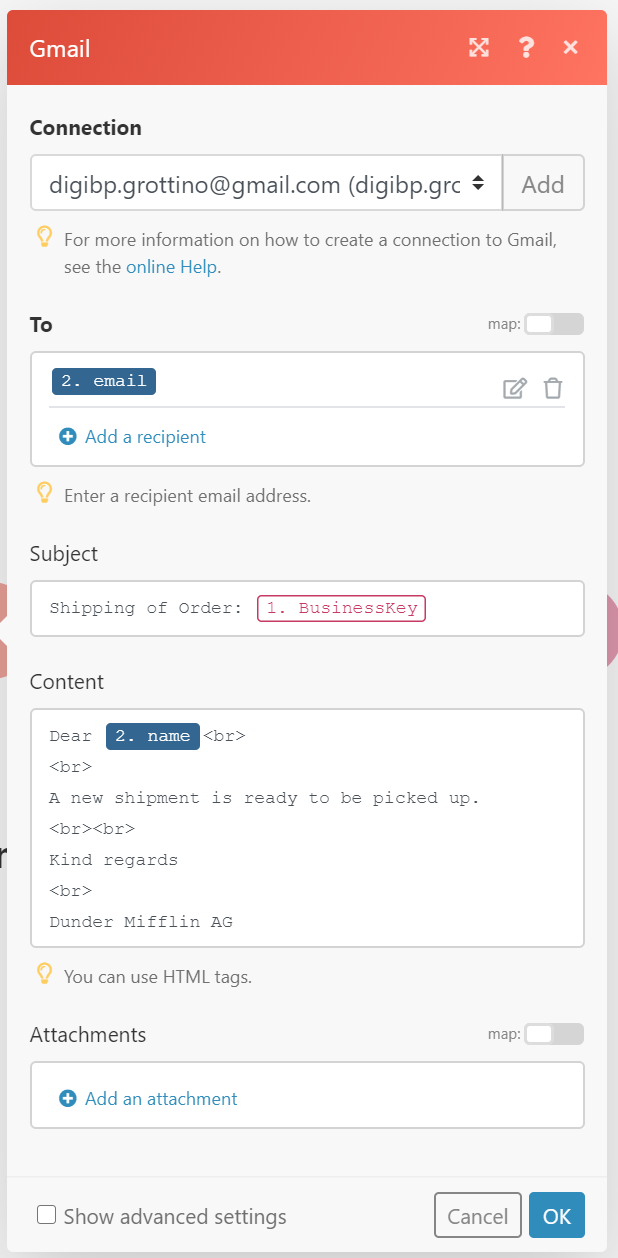 Gmail
Connection
digibp.grottino@gmail.com (digibp.grc
Add
For more information on how to create a connection to Gmail,
see the online Help.
To
map:
2. email
Add a recipient
Enter a recipient email address.
Subject
Shipping of Order: 1. BusinessKey
Content
Dear 2. name <br>
<br>
A new shipment is ready to be picked up.
<br><br>
Kind regards
<br>
Dunder Mifflin AG
You can use HTML tags.
Attachments
map:
Add an attachment
Show advanced settings
Cancel
OK